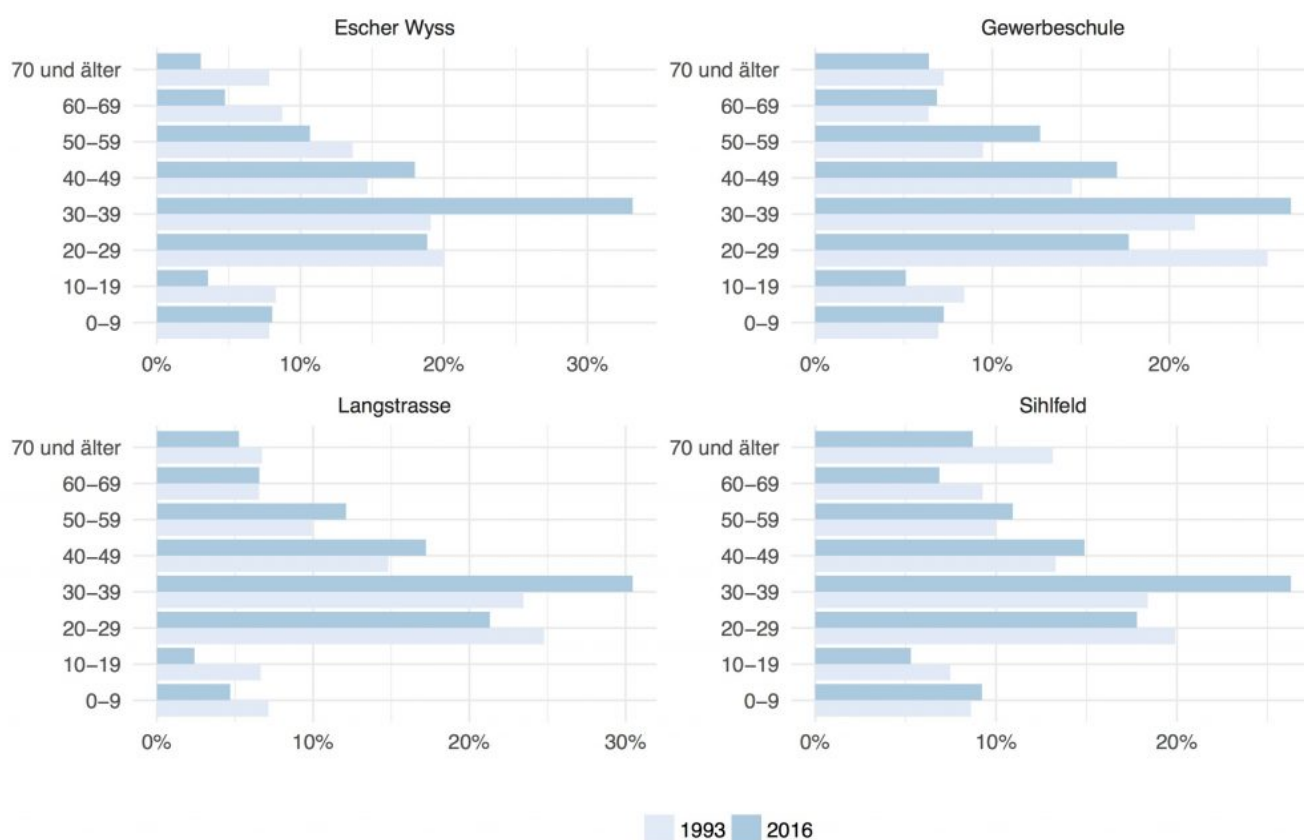 Escher Wyss
70 und älter
60–69
50–59
40–49
30–39
20–29
10–19
0–9
0% 10% 20% 30%
Gewerbeschule
70 und älter
60–69
50–59
40–49
30–39
20–29
10–19
0–9
0% 10% 20%
Langstrasse
70 und älter
60–69
50–59
40–49
30–39
20–29
10–19
0–9
0% 10% 20% 30%
Sihlfeld
70 und älter
60–69
50–59
40–49
30–39
20–29
10–19
0–9
0% 10% 20%
1993 2016